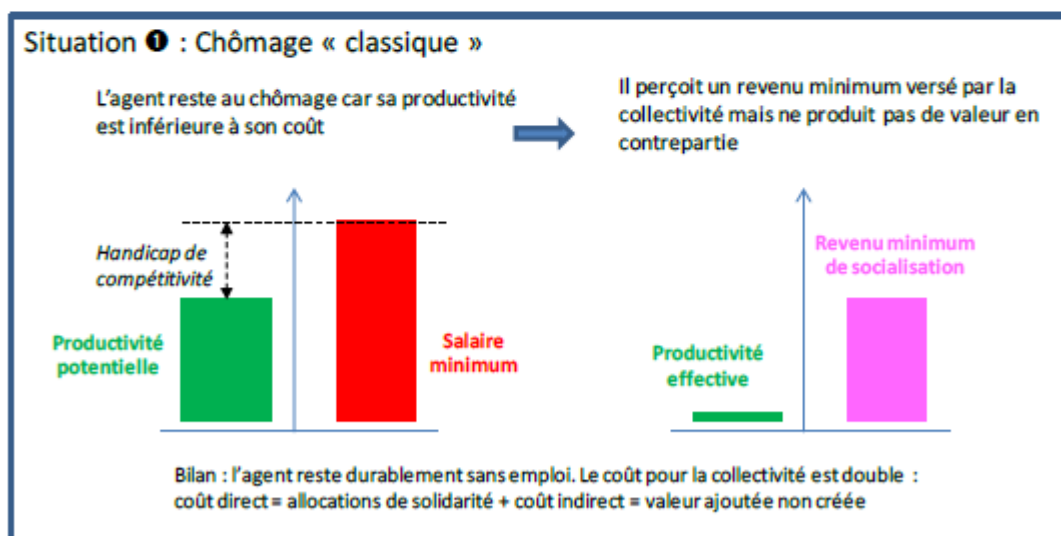 Situation ❶ : Chômage « classique »
L'agent reste au chômage car sa productivité
est inférieure à son coût
Il perçoit un revenu minimum versé par la
collectivité mais ne produit pas de valeur en
contrepartie
Handicap de
compétitivité
Productivité
potentielle
Salaire
minimum
Revenu minimum
de socialisation
Productivité
effective
Bilan : l'agent reste durablement sans emploi. Le coût pour la collectivité est double :
coût direct = allocations de solidarité + coût indirect = valeur ajoutée non créée